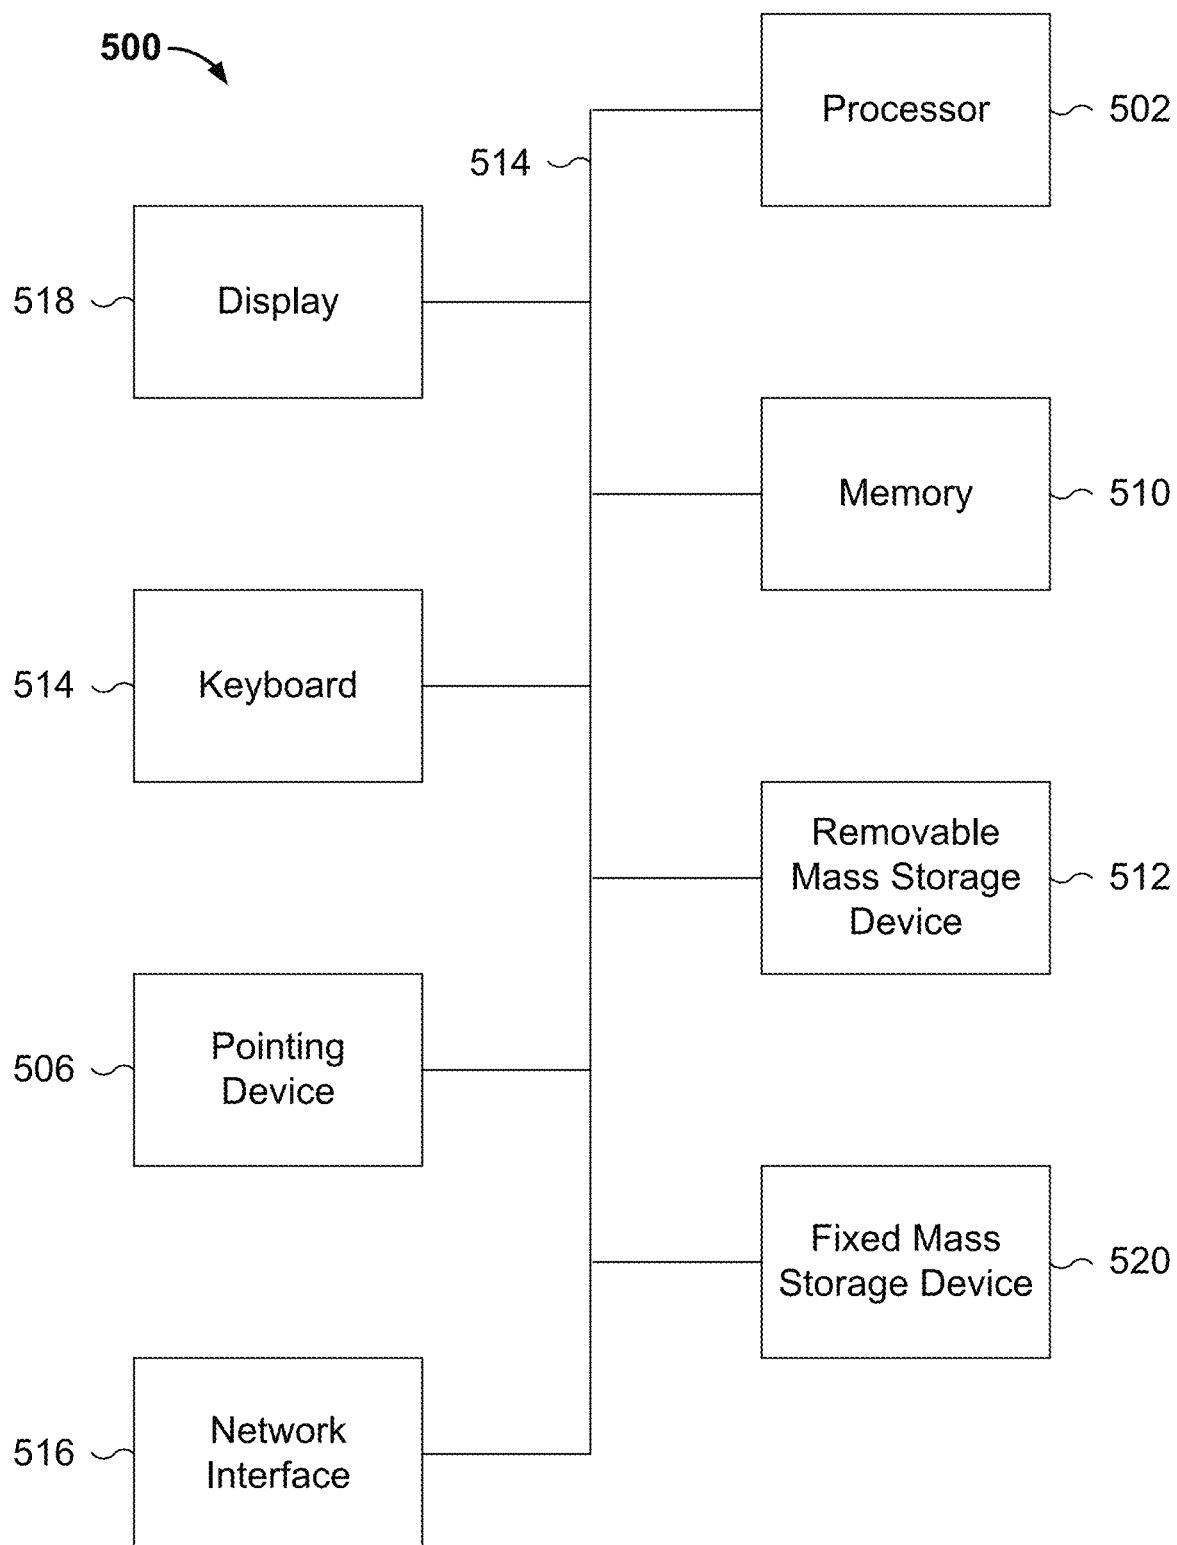 500
Processor
502
514
518
Display
Memory
510
514
Keyboard
Removable
Mass Storage
Device
512
506
Pointing
Device
Fixed Mass
Storage Device
520
516
Network
Interface